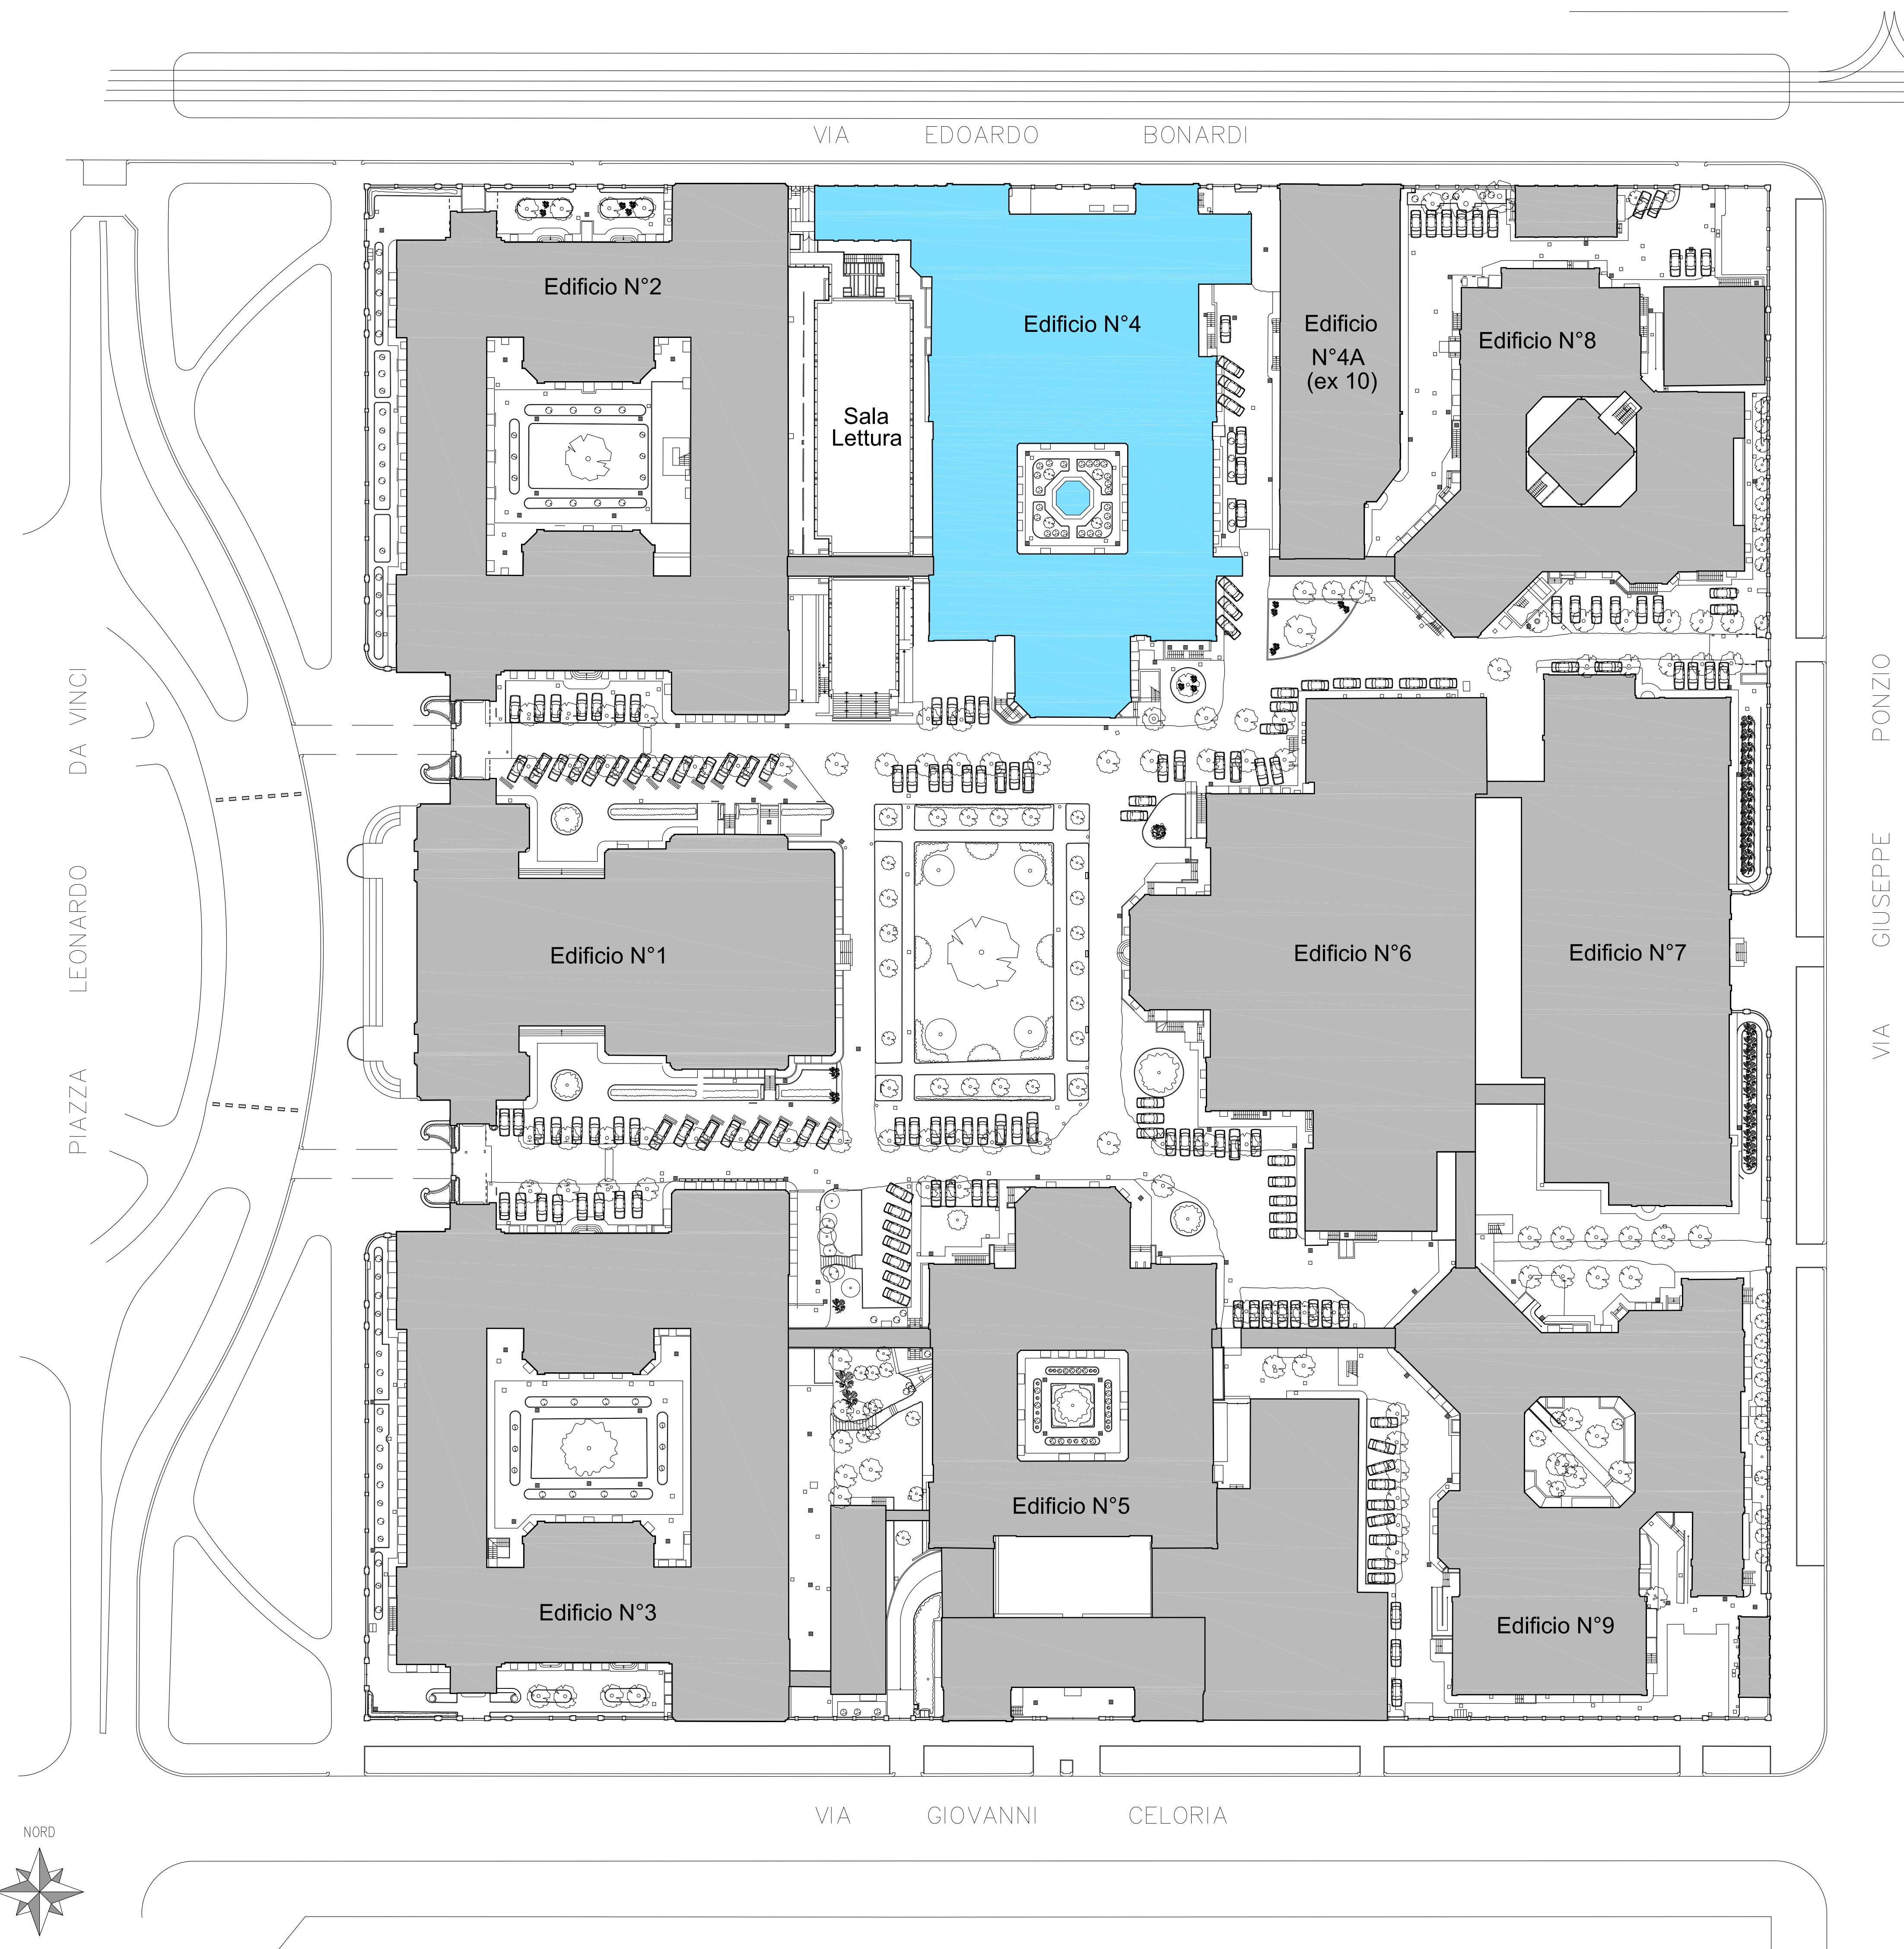 VIA EDOARDO BONARDI
Edificio N°2
Edificio N°4
Edificio
N°4A
(ex 10)
Edificio N°8
Sala
Lettura
PIAZZA LEONARDO DA VINCI
Edificio N°1
Edificio N°6
Edificio N°7
VIA GIUSEPPE PONZIO
Edificio N°5
Edificio N°3
Edificio N°9
VIA GIOVANNI CELORIA
NORD